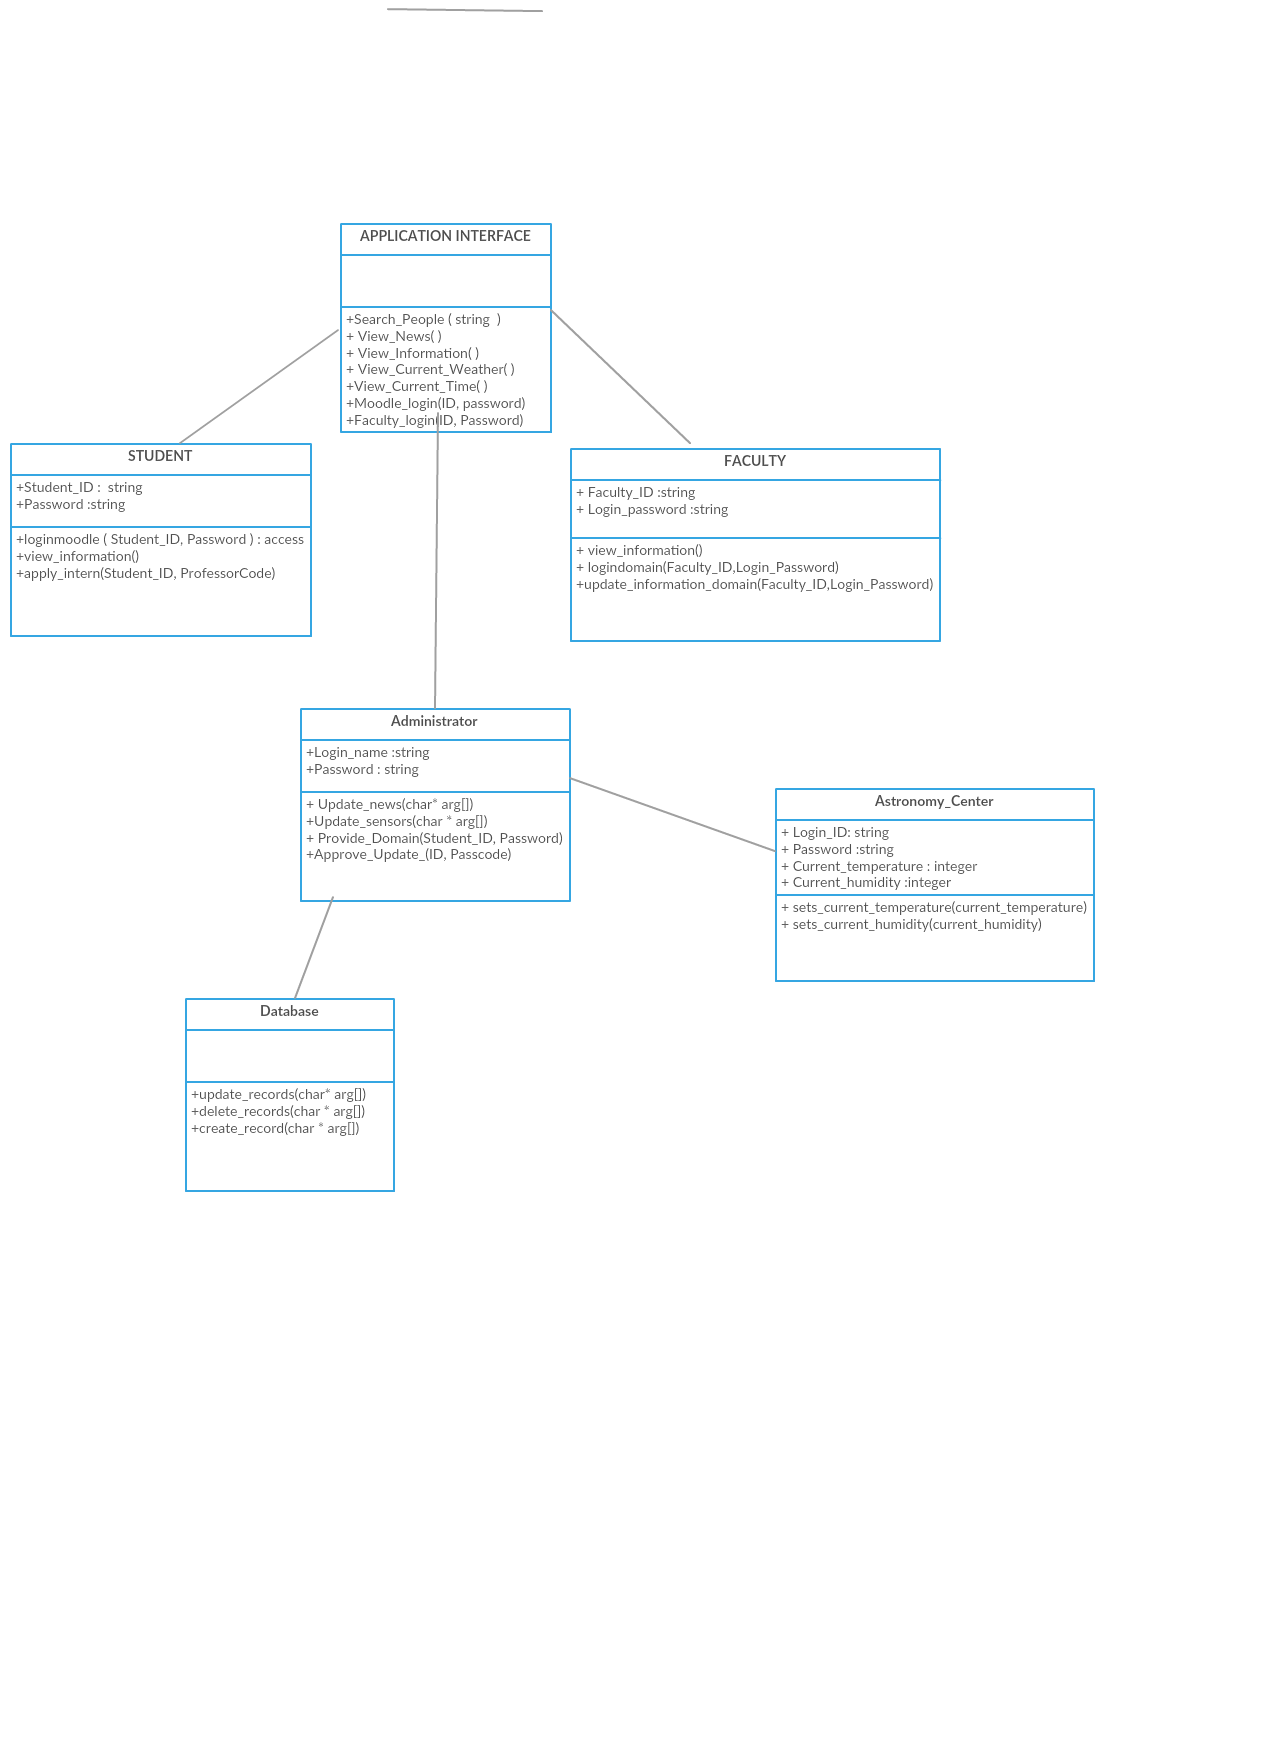 APPLICATION INTERFACE
+Search_People ( string  )
+ View_News( )
+ View_Information( )
+ View_Current_Weather( )
+View_Current_Time( )
+Moodle_login(ID, password)
+Faculty_login(ID, Password)
STUDENT
+Student_ID :  string
+Password :string
+loginmoodle ( Student_ID, Password ) : access
+view_information()
+apply_intern(Student_ID, ProfessorCode)
FACULTY
+ Faculty_ID :string
+ Login_password :string
+ view_information()
+ logindomain(Faculty_ID,Login_Password)
+update_information_domain(Faculty_ID,Login_Password)
Administrator
+Login_name :string
+Password : string
+ Update_news(char* arg[])
+Update_sensors(char * arg[])
+ Provide_Domain(Student_ID, Password)
+Approve_Update_(ID, Passcode)
Astronomy_Center
+ Login_ID: string
+ Password :string
+ Current_temperature : integer
+ Current_humidity :integer
+ sets_current_temperature(current_temperature)
+ sets_current_humidity(current_humidity)
Database
+update_records(char* arg[])
+delete_records(char * arg[])
+create_record(char * arg[])